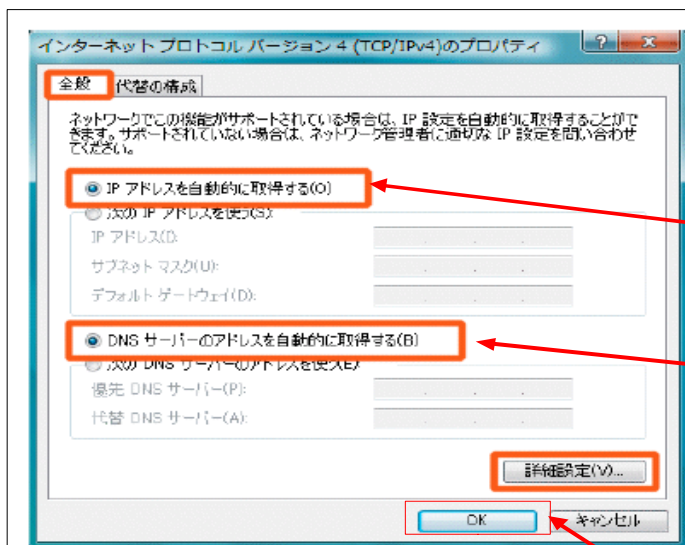 インターネット プロトコル バージョン 4 (TCP/IPv4)のプロパティ
全般 代替の構成
ネットワークでこの機能がサポートされている場合は、IP 設定を自動的に取得することがで
きます。サポートされていない場合は、ネットワーク管理者に適切な IP 設定を問い合わせ
てください。
IP アドレスを自動的に取得する(O)
次の IP アドレスを使う(S):
IP アドレス(I):
サブネット マスク(U):
デフォルト ゲートウェイ(D):
DNS サーバーのアドレスを自動的に取得する(B)
次の DNS サーバーのアドレスを使う(E):
優先 DNS サーバー(P):
代替 DNS サーバー(A):
詳細設定(V)...
OK キャンセル